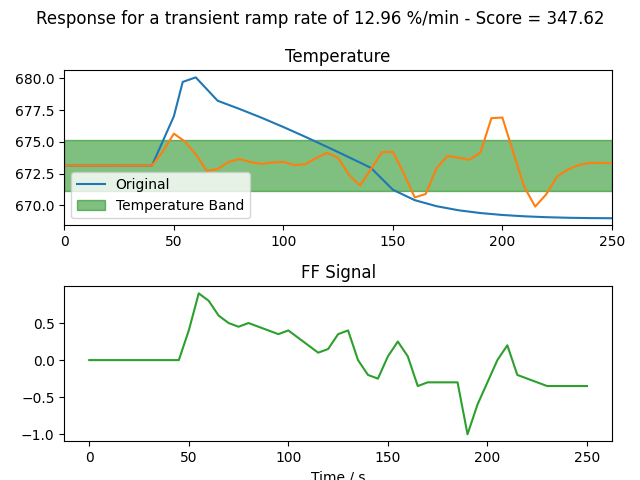 Response for a transient ramp rate of 12.96 %/min - Score = 347.62
Temperature
680.0
677.5
675.0
672.5
670.0
Original
Temperature Band
0 50 100 150 200 250
FF Signal
0.5
0.0
−0.5
−1.0
0 50 100 150 200 250
Time / s